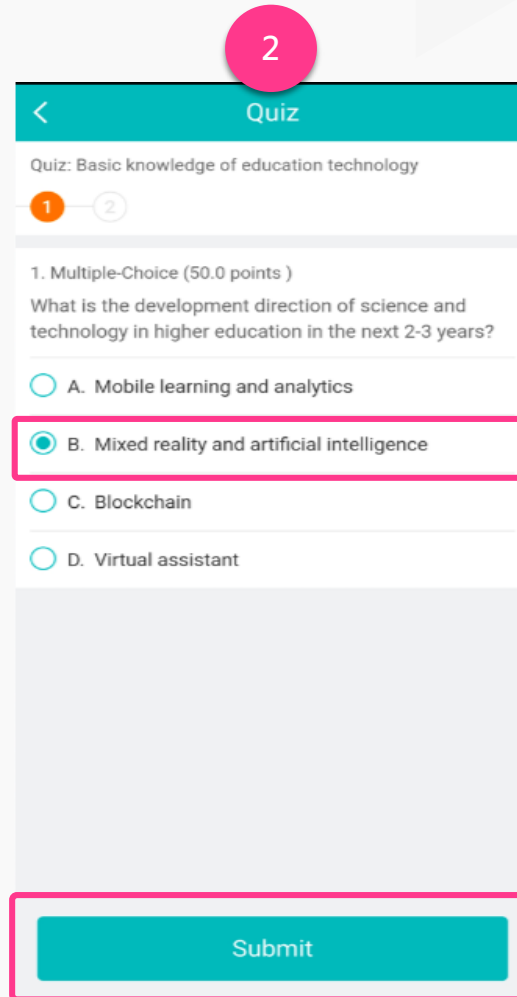 2
Quiz
Quiz: Basic knowledge of education technology
1 2
1. Multiple-Choice (50.0 points )
What is the development direction of science and
technology in higher education in the next 2-3 years?
A. Mobile learning and analytics
B. Mixed reality and artificial intelligence
C. Blockchain
D. Virtual assistant
Submit